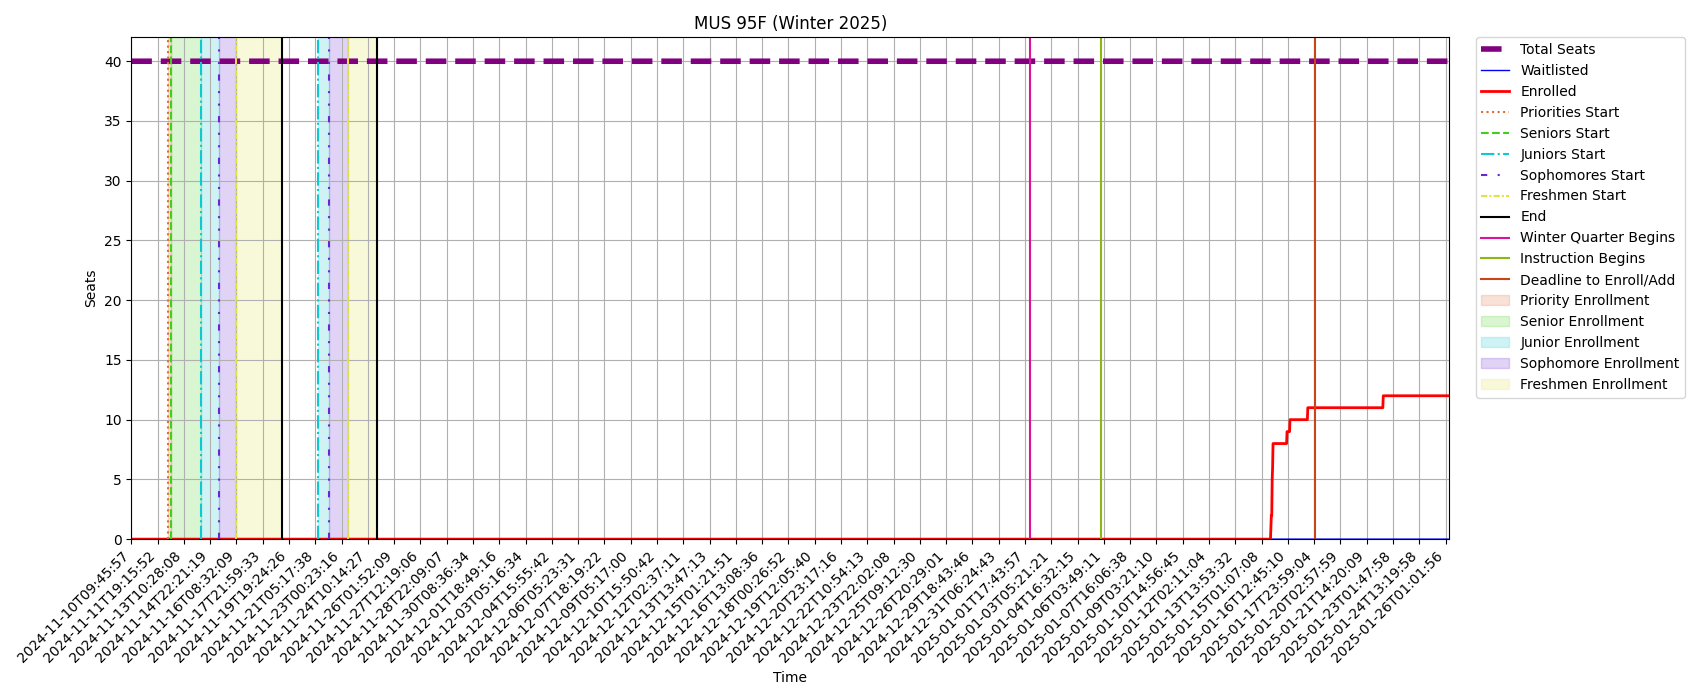 MUS 95F (Winter 2025)
Seats
40
35
30
25
20
15
10
5
0
2024-11-10T09:45:57
2024-11-11T19:15:52
2024-11-13T10:28:08
2024-11-14T22:21:19
2024-11-16T08:32:09
2024-11-17T21:59:33
2024-11-19T19:24:26
2024-11-21T05:17:38
2024-11-23T00:23:16
2024-11-24T10:14:27
2024-11-26T01:52:09
2024-11-27T12:19:06
2024-11-28T22:09:07
2024-11-30T08:36:34
2024-12-01T18:49:16
2024-12-03T05:16:34
2024-12-04T15:55:42
2024-12-06T05:23:31
2024-12-07T18:19:22
2024-12-09T05:17:00
2024-12-10T15:50:42
2024-12-12T02:37:11
2024-12-13T13:47:13
2024-12-15T01:21:51
2024-12-16T13:08:36
2024-12-18T00:26:52
2024-12-19T12:05:40
2024-12-20T23:17:16
2024-12-22T10:54:13
2024-12-23T22:02:08
2024-12-25T09:12:30
2024-12-26T20:29:01
2024-12-29T18:43:46
2024-12-31T06:24:43
2025-01-01T17:43:57
2025-01-03T05:21:21
2025-01-04T16:32:15
2025-01-06T03:49:11
2025-01-07T16:06:38
2025-01-09T03:21:10
2025-01-10T14:56:45
2025-01-12T02:11:04
2025-01-13T13:53:32
2025-01-15T01:07:08
2025-01-16T12:45:10
2025-01-17T23:59:04
2025-01-20T02:57:59
2025-01-21T14:20:09
2025-01-23T01:47:58
2025-01-24T13:19:58
2025-01-26T01:01:56
Time
Total Seats
Waitlisted
Enrolled
Priorities Start
Seniors Start
Juniors Start
Sophomores Start
Freshmen Start
End
Winter Quarter Begins
Instruction Begins
Deadline to Enroll/Add
Priority Enrollment
Senior Enrollment
Junior Enrollment
Sophomore Enrollment
Freshmen Enrollment